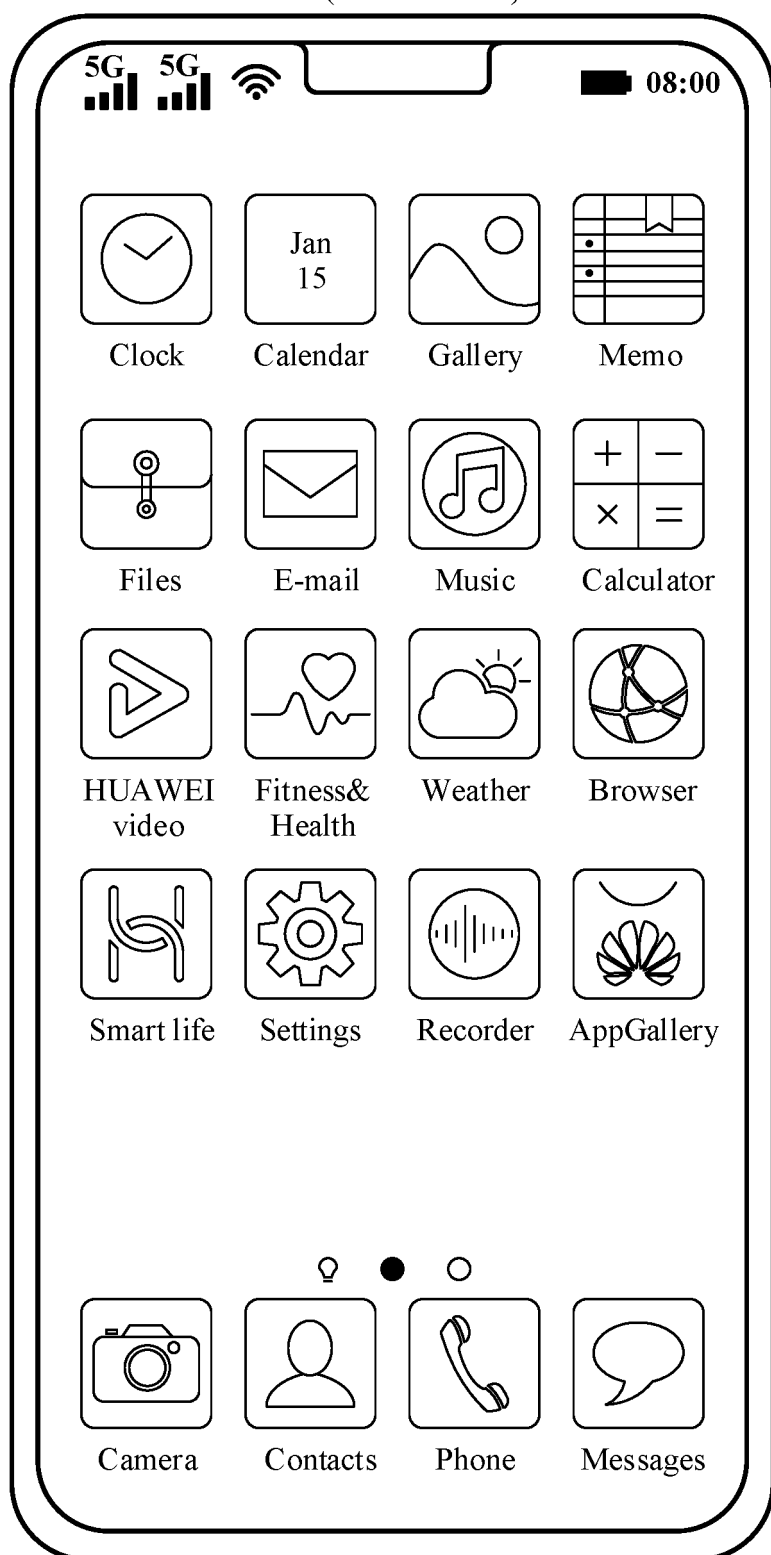 5G 5G 08:00
Jan
15
Clock Calendar Gallery Memo
Files E-mail Music Calculator
HUAWEI Fitness& Weather Browser
video Health
Smart life Settings Recorder AppGallery
Camera Contacts Phone Messages